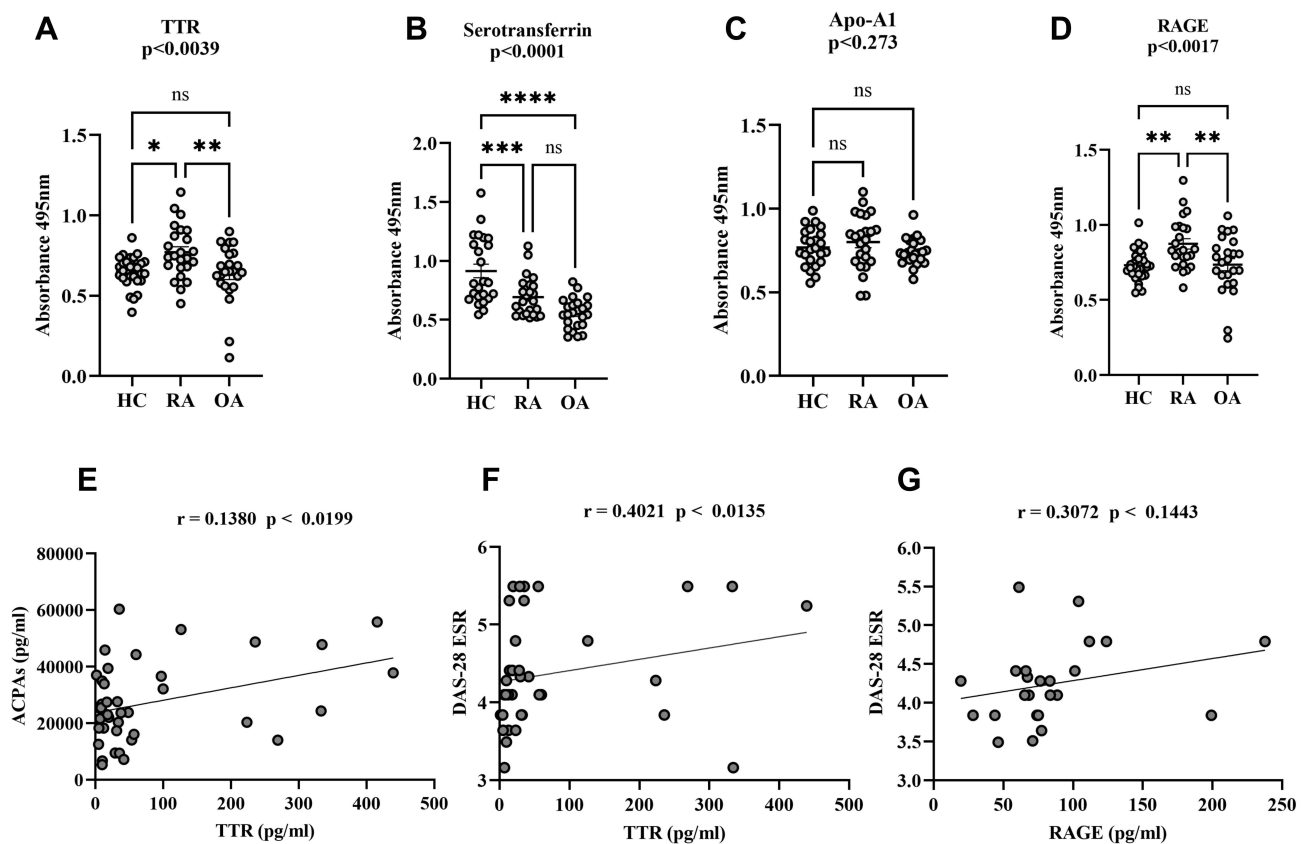 A
TTR
p<0.0039
ns
* **
1.5
1.0
0.5
0.0
Absorbance 495nm
HC RA OA
B
Serotransferrin
p<0.0001
****
*** ns
2.0
1.5
1.0
0.5
0.0
Absorbance 495nm
HC RA OA
C
Apo-A1
p<0.273
ns
ns
1.5
1.0
0.5
0.0
Absorbance 495nm
HC RA OA
D
RAGE
p<0.0017
ns
** **
1.5
1.0
0.5
0.0
Absorbance 495nm
HC RA OA
E
r = 0.1380 p < 0.0199
80000
60000
40000
20000
0
ACPAs (pg/ml)
0 100 200 300 400 500
TTR (pg/ml)
F
r = 0.4021 p < 0.0135
6
5
4
3
DAS-28 ESR
0 100 200 300 400 500
TTR (pg/ml)
G
r = 0.3072 p < 0.1443
6.0
5.5
5.0
4.5
4.0
3.5
3.0
DAS-28 ESR
0 50 100 150 200 250
RAGE (pg/ml)